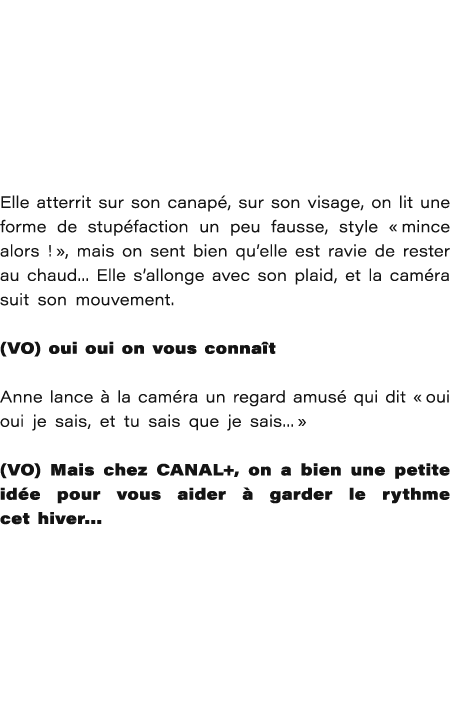 Elle atterrit sur son canapé, sur son visage, on lit une
forme de stupéfaction un peu fausse, style « mince
alors ! », mais on sent bien qu’elle est ravie de rester
au chaud... Elle s’allonge avec son plaid, et la caméra
suit son mouvement.
(VO) oui oui on vous connaît
Anne lance à la caméra un regard amusé qui dit « oui
oui je sais, et tu sais que je sais... »
(VO) Mais chez CANAL+, on a bien une petite
idée pour vous aider à garder le rythme
cet hiver...